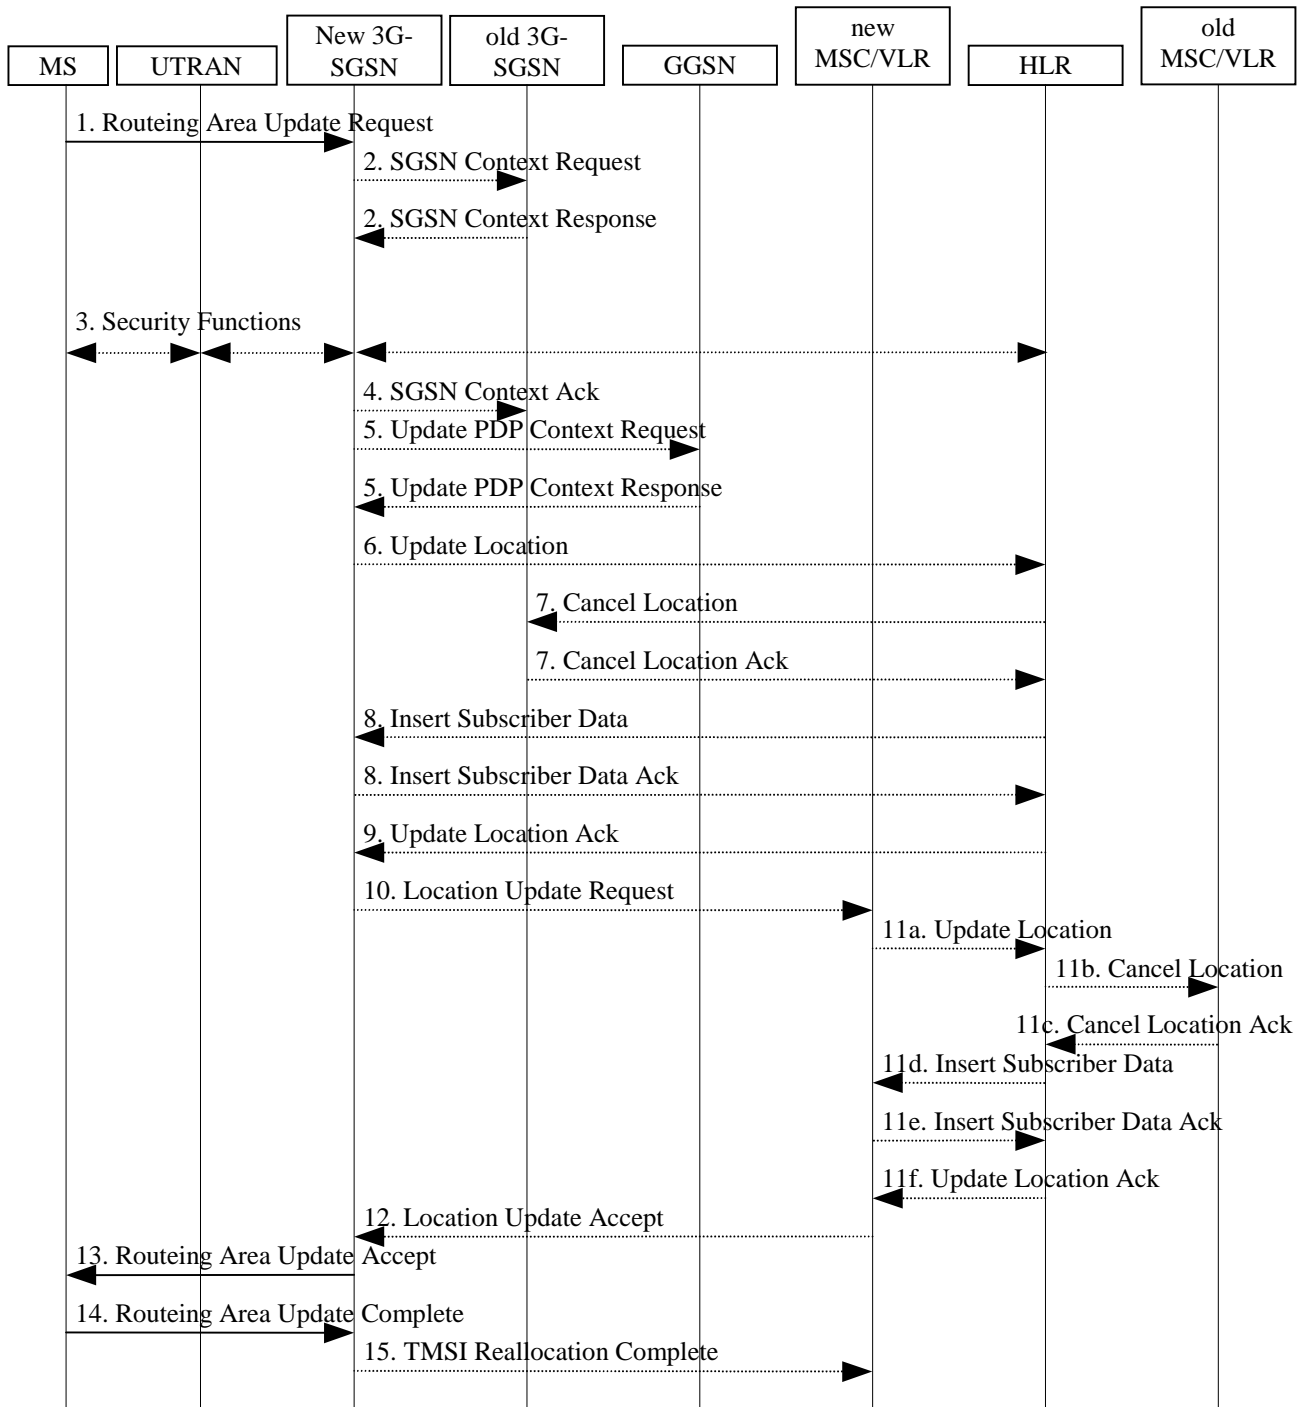 MS
UTRAN
New 3G-
SGSN
old 3G-
SGSN
GGSN
new
MSC/VLR
HLR
old
MSC/VLR
1. Routeing Area Update Request
2. SGSN Context Request
2. SGSN Context Response
3. Security Functions
4. SGSN Context Ack
5. Update PDP Context Request
5. Update PDP Context Response
6. Update Location
7. Cancel Location
7. Cancel Location Ack
8. Insert Subscriber Data
8. Insert Subscriber Data Ack
9. Update Location Ack
10. Location Update Request
11a. Update Location
11b. Cancel Location
11c. Cancel Location Ack
11d. Insert Subscriber Data
11e. Insert Subscriber Data Ack
11f. Update Location Ack
12. Location Update Accept
13. Routeing Area Update Accept
14. Routeing Area Update Complete
15. TMSI Reallocation Complete